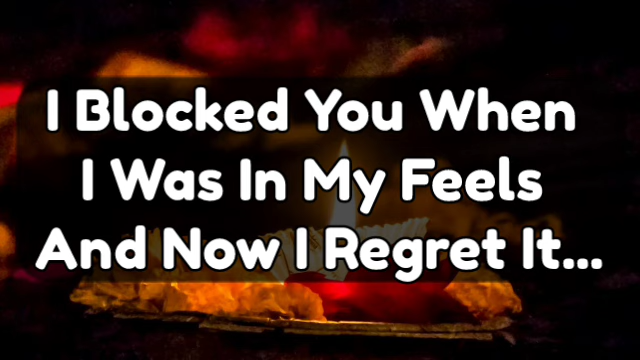 I Blocked You When
I Was In My Feels
And Now I Regret It...